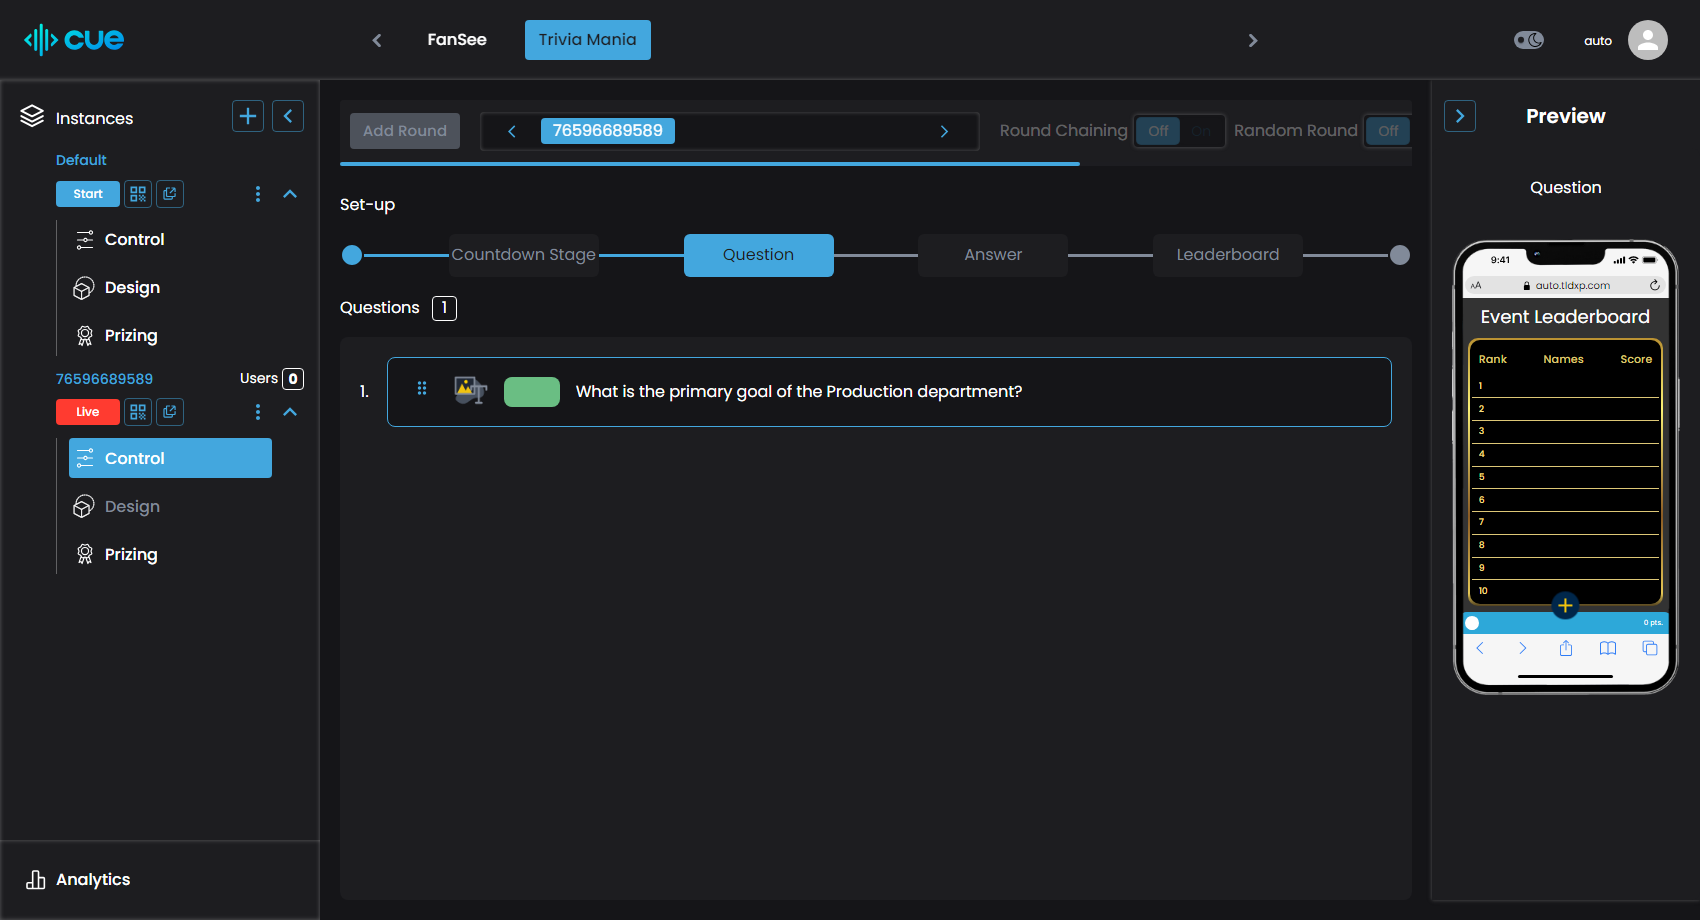 cue
FanSee
Trivia Mania
auto
Instances
Default
Start
Control
Design
Prizing
76596689589
Users 0
Live
Control
Design
Prizing
Analytics
Add Round
76596689589
Round Chaining
Off
On
Random Round
Off
Set-up
Countdown Stage
Question
Answer
Leaderboard
Questions 1
1.
What is the primary goal of the Production department?
Preview
Question
9:41
AA
auto.tldxp.com
Event Leaderboard
Rank Names Score
1
2
3
4
5
6
7
8
9
10
0 pts.